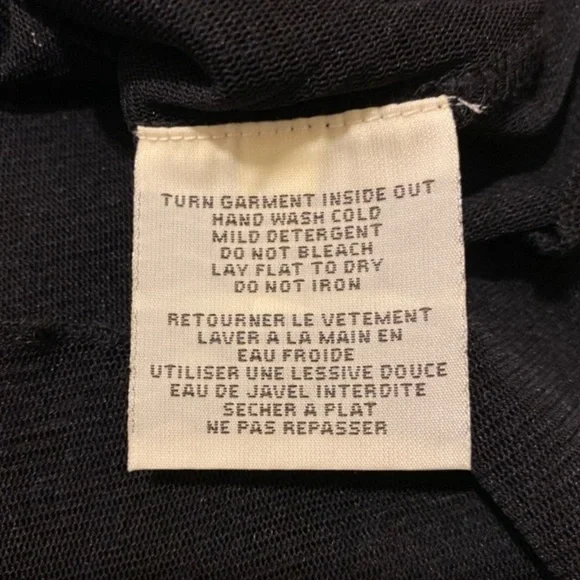 TURN GARMENT INSIDE OUT
HAND WASH COLD
MILD DETERGENT
DO NOT BLEACH
LAY FLAT TO DRY
DO NOT IRON
RETOURNER LE VETEMENT
LAVER A LA MAIN EN
EAU FROIDE
UTILISER UNE LESSIVE DOUCE
EAU DE JAVEL INTERDITE
SECHER A PLAT
NE PAS REPASSER